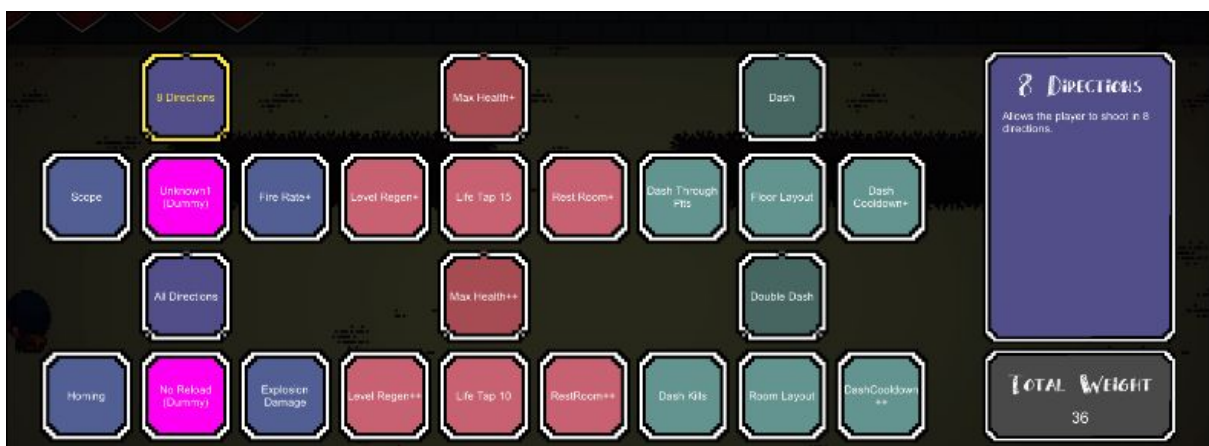 8 Directions
Max Health+
Dash
Scope
Unknown1
(Dummy)
Fire Rate+
Level Regen+
Life Tap 15
Rest Room+
Dash Through
Pits
Floor Layout
Dash
Cooldown+
All Directions
Max Health++
Double Dash
Homing
No Reload
(Dummy)
Explosion
Damage
Level Regen++
Life Tap 10
RestRoom++
Dash Kills
Room Layout
DashCooldown
++
8 Directions
Allows the player to shoot in 8
directions.
Total Weight
36